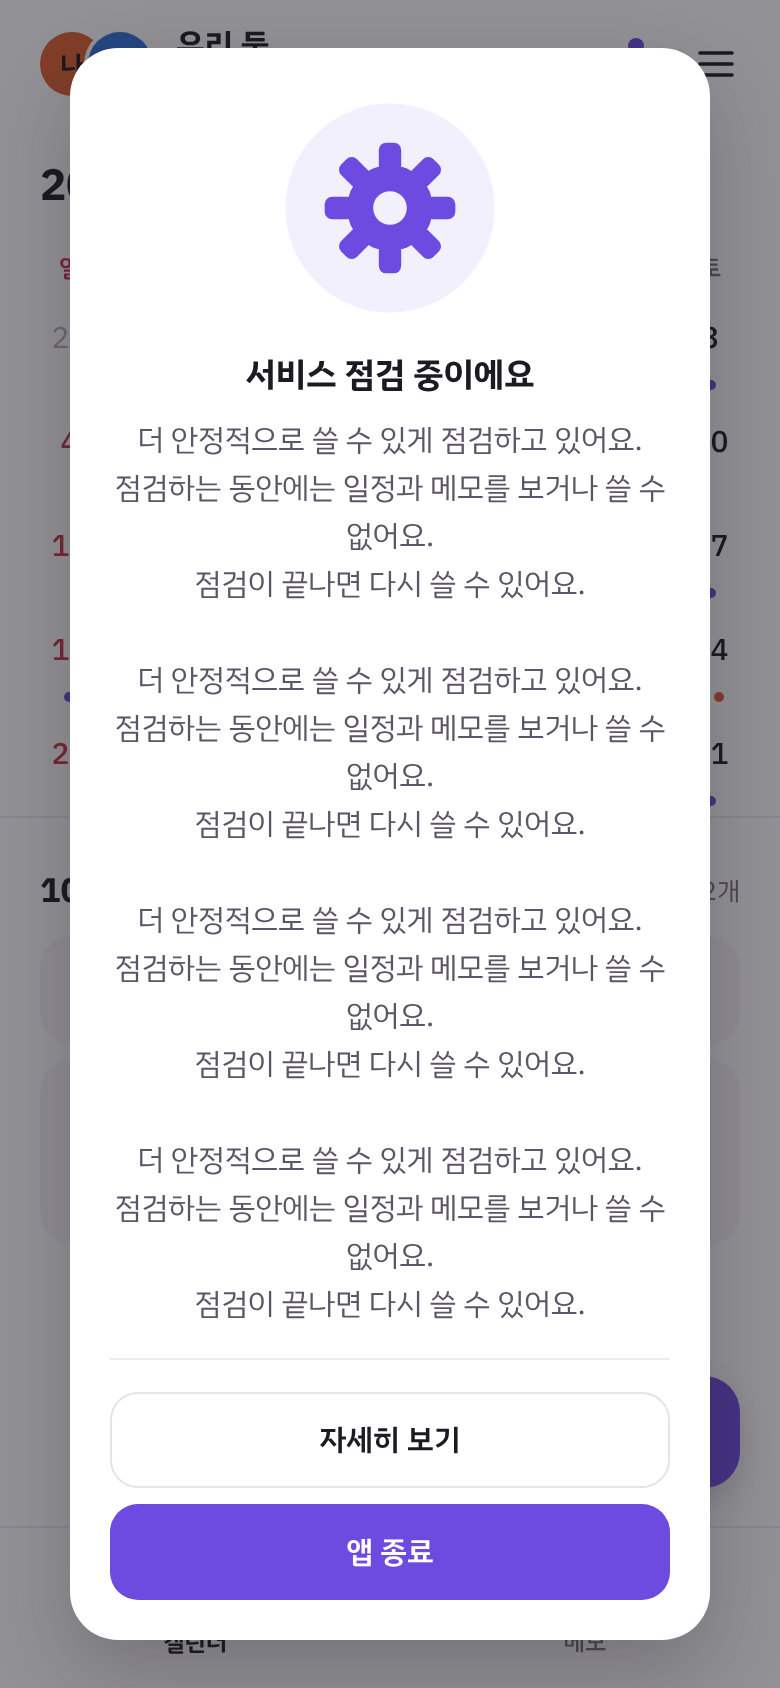 우리 둘
나
서비스 점검 중이에요
더 안정적으로 쓸 수 있게 점검하고 있어요.
점검하는 동안에는 일정과 메모를 보거나 쓸 수
없어요.
점검이 끝나면 다시 쓸 수 있어요.
더 안정적으로 쓸 수 있게 점검하고 있어요.
점검하는 동안에는 일정과 메모를 보거나 쓸 수
없어요.
점검이 끝나면 다시 쓸 수 있어요.
더 안정적으로 쓸 수 있게 점검하고 있어요.
점검하는 동안에는 일정과 메모를 보거나 쓸 수
없어요.
점검이 끝나면 다시 쓸 수 있어요.
더 안정적으로 쓸 수 있게 점검하고 있어요.
점검하는 동안에는 일정과 메모를 보거나 쓸 수
없어요.
점검이 끝나면 다시 쓸 수 있어요.
자세히 보기
앱 종료
캘린더 메모